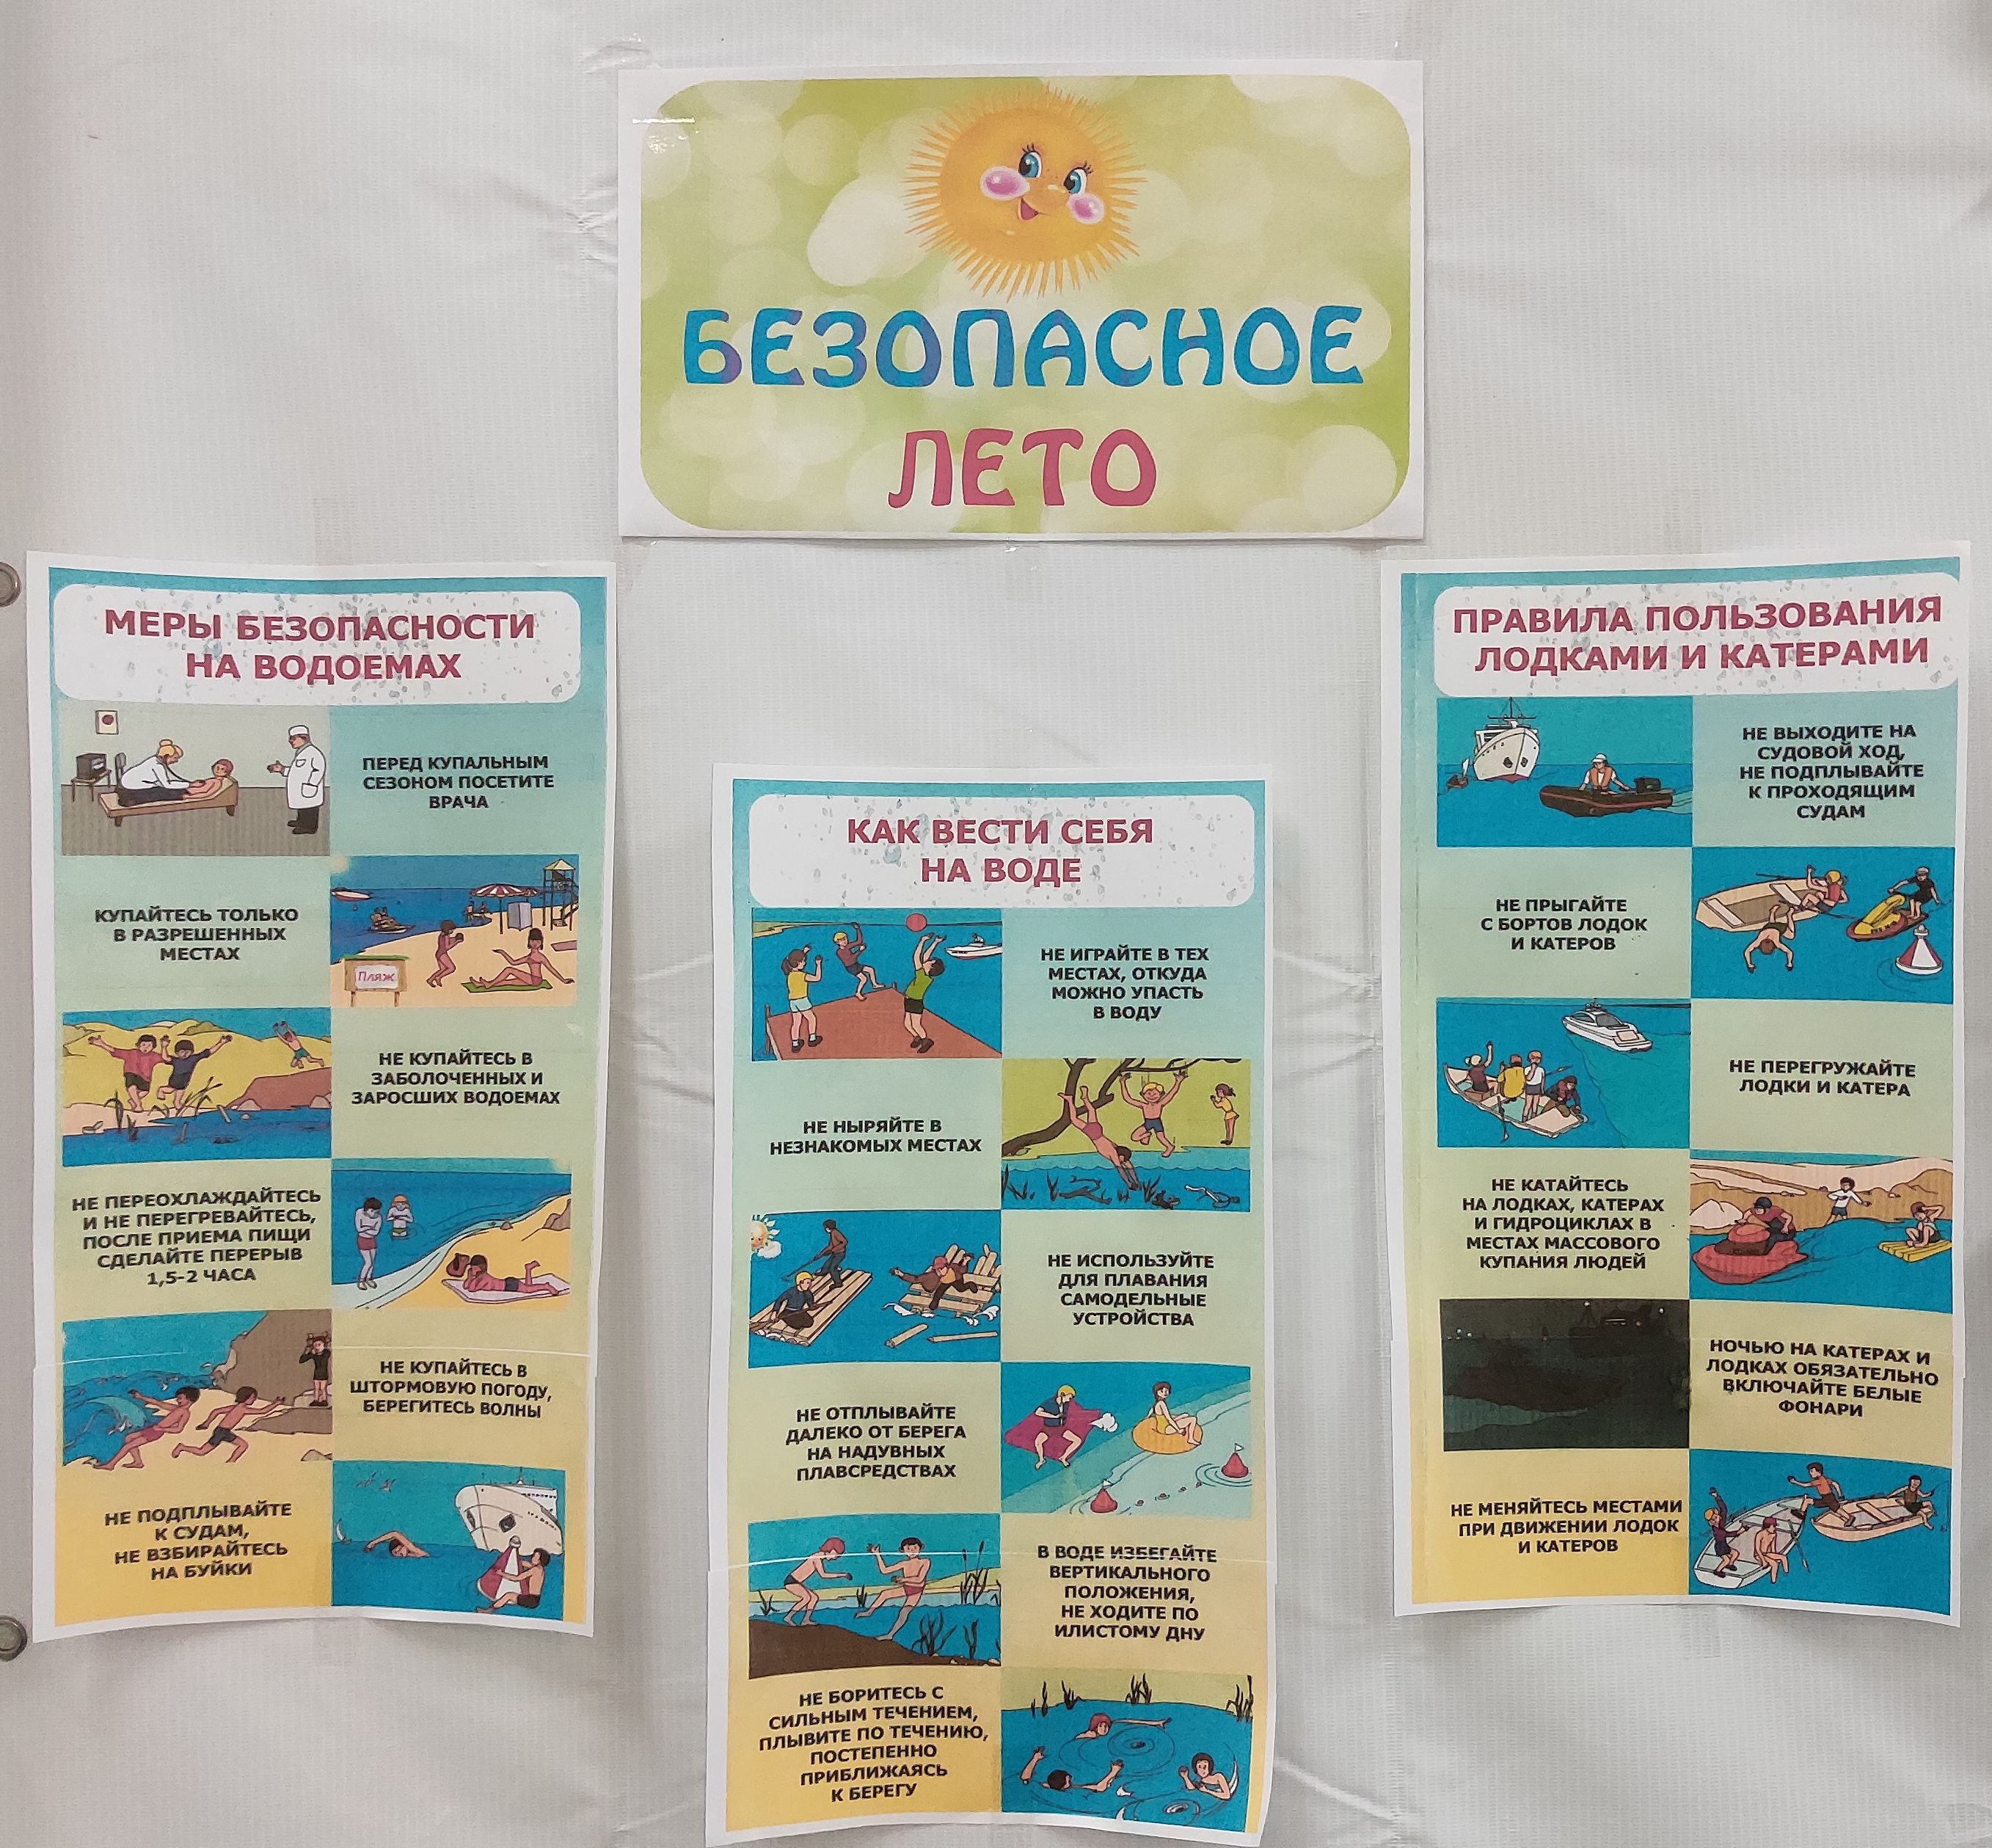 БЕЗОПАСНОЕ
ЛЕТО
МЕРЫ БЕЗОПАСНОСТИ
НА ВОДОЕМАХ
ПЕРЕД КУПАЛЬНЫМ
СЕЗОНОМ ПОСЕТИТЕ
ВРАЧА
КУПАЙТЕСЬ ТОЛЬКО
В РАЗРЕШЕННЫХ
МЕСТАХ
Пляж
НЕ КУПАЙТЕСЬ В
ЗАБОЛОЧЕННЫХ И
ЗАРОСШИХ ВОДОЕМАХ
НЕ ПЕРЕОХЛАЖДАЙТЕСЬ
И НЕ ПЕРЕГРЕВАЙТЕСЬ,
ПОСЛЕ ПРИЕМА ПИЩИ
СДЕЛАЙТЕ ПЕРЕРЫВ
1,5-2 ЧАСА
НЕ КУПАЙТЕСЬ В
ШТОРМОВУЮ ПОГОДУ,
БЕРЕГИТЕСЬ ВОЛНЫ
НЕ ПОДПЛЫВАЙТЕ
К СУДАМ,
НЕ ВЗБИРАЙТЕСЬ
НА БУЙКИ
КАК ВЕСТИ СЕБЯ
НА ВОДЕ
НЕ ИГРАЙТЕ В ТЕХ
МЕСТАХ, ОТКУДА
МОЖНО УПАСТЬ
В ВОДУ
НЕ НЫРЯЙТЕ В
НЕЗНАКОМЫХ МЕСТАХ
НЕ ИСПОЛЬЗУЙТЕ
ДЛЯ ПЛАВАНИЯ
САМОДЕЛЬНЫЕ
УСТРОЙСТВА
НЕ ОТПЛЫВАЙТЕ
ДАЛЕКО ОТ БЕРЕГА
НА НАДУВНЫХ
ПЛАВСРЕДСТВАХ
В ВОДЕ ИЗБЕГАЙТЕ
ВЕРТИКАЛЬНОГО
ПОЛОЖЕНИЯ,
НЕ ХОДИТЕ ПО
ИЛИСТОМУ ДНУ
НЕ БОРИТЕСЬ С
СИЛЬНЫМ ТЕЧЕНИЕМ,
ПЛЫВИТЕ ПО ТЕЧЕНИЮ,
ПОСТЕПЕННО
ПРИБЛИЖАЯСЬ
К БЕРЕГУ
ПРАВИЛА ПОЛЬЗОВАНИЯ
ЛОДКАМИ И КАТЕРАМИ
НЕ ВЫХОДИТЕ НА
СУДОВОЙ ХОД,
НЕ ПОДПЛЫВАЙТЕ
К ПРОХОДЯЩИМ
СУДАМ
НЕ ПРЫГАЙТЕ
С БОРТОВ ЛОДОК
И КАТЕРОВ
НЕ ПЕРЕГРУЖАЙТЕ
ЛОДКИ И КАТЕРА
НЕ КАТАЙТЕСЬ
НА ЛОДКАХ, КАТЕРАХ
И ГИДРОЦИКЛАХ В
МЕСТАХ МАССОВОГО
КУПАНИЯ ЛЮДЕЙ
НОЧЬЮ НА КАТЕРАХ И
ЛОДКАХ ОБЯЗАТЕЛЬНО
ВКЛЮЧАЙТЕ БЕЛЫЕ
ФОНАРИ
НЕ МЕНЯЙТЕСЬ МЕСТАМИ
ПРИ ДВИЖЕНИИ ЛОДОК
И КАТЕРОВ